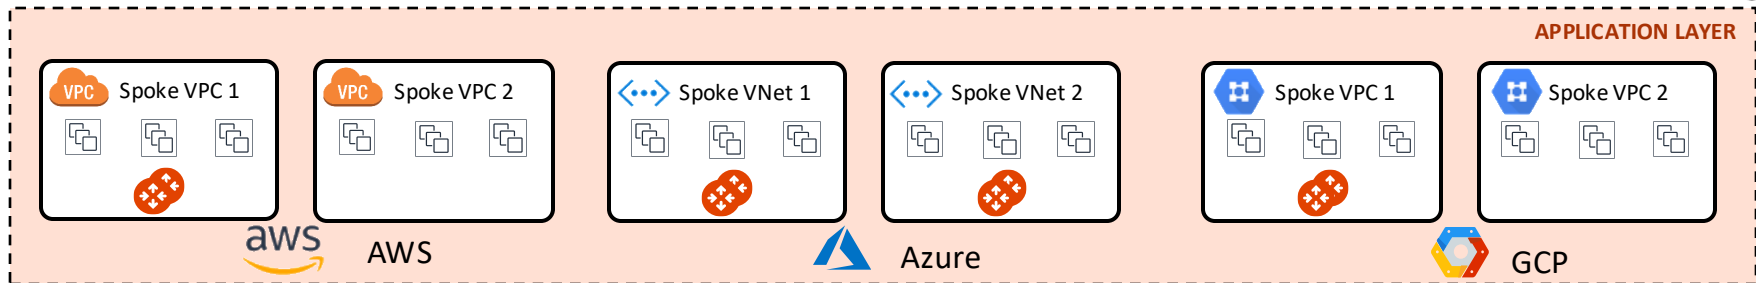 APPLICATION LAYER
VPC Spoke VPC 1
VPC Spoke VPC 2
Spoke VNet 1
Spoke VNet 2
Spoke VPC 1
Spoke VPC 2
aws AWS
Azure
GCP